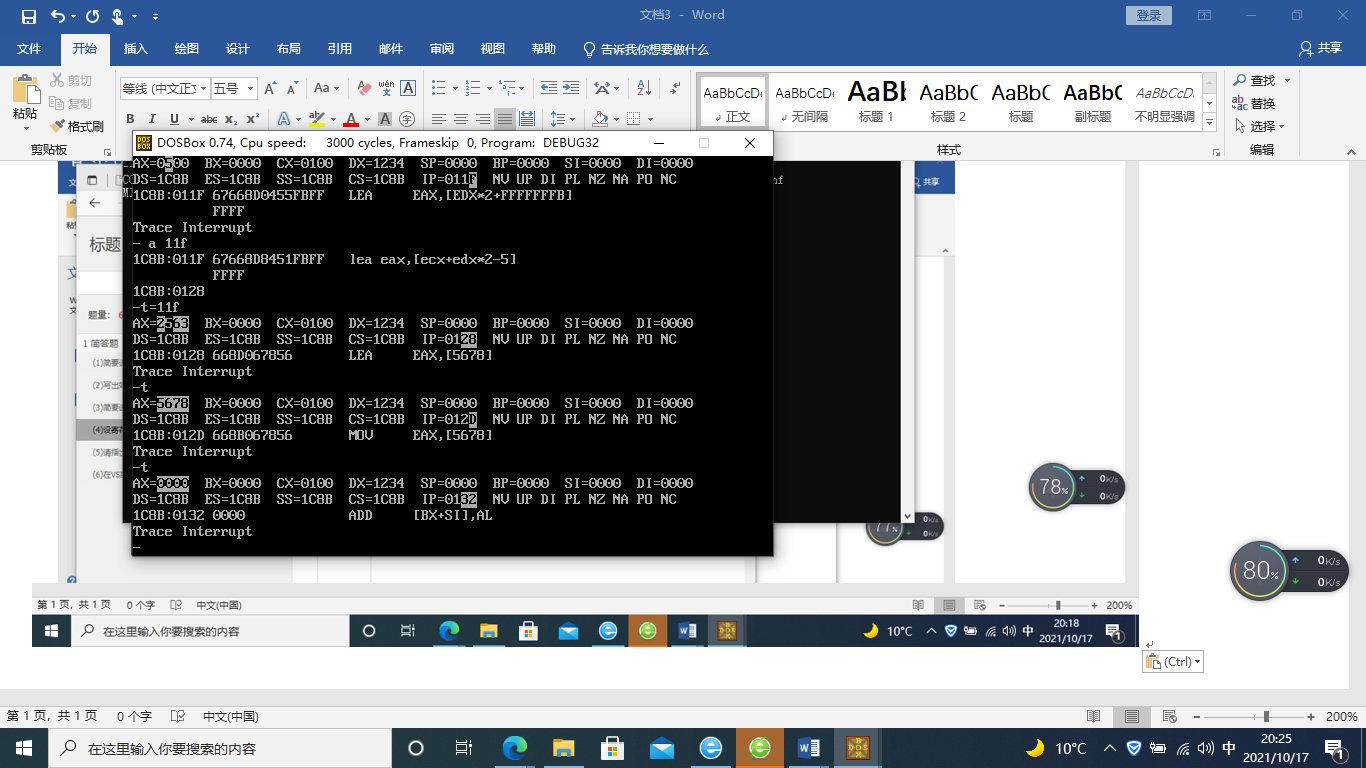 文档3 - Word
登录
文件 开始 插入 绘图 设计 布局 引用 邮件 审阅 视图 帮助 告诉我你想要做什么 共享
粘贴 剪切 复制 格式刷
剪贴板
等线 (中文正文 五号
AaBbCcDd AaBbCcDd AaBbC AaBbC AaBbC AaBbC AaBbCcD
正文 无间隔 标题 1 标题 2 标题 副标题 不明显强调
样式
查找
替换
选择
编辑
DOSBox 0.74, Cpu speed: 3000 cycles, Frameskip 0, Program: DEBUG32
AX=0500 BX=0000 CX=0100 DX=1234 SP=0000 BP=0000 SI=0000 DI=0000
DS=1C8B ES=1C8B SS=1C8B CS=1C8B IP=011F NV UP DI PL NZ NA PO NC
1C8B:011F 67668D0455FBFF LEA EAX,[EDX*2+FFFFFFFB]
FFFF
Trace Interrupt
- a 11f
1C8B:011F 67668D8451FBFF lea eax,[ecx+edx*2-5]
FFFF
1C8B:0128
-t=11f
AX=2563 BX=0000 CX=0100 DX=1234 SP=0000 BP=0000 SI=0000 DI=0000
DS=1C8B ES=1C8B SS=1C8B CS=1C8B IP=0128 NV UP DI PL NZ NA PO NC
1C8B:0128 668D067856 LEA EAX,[5678]
Trace Interrupt
-t
AX=5678 BX=0000 CX=0100 DX=1234 SP=0000 BP=0000 SI=0000 DI=0000
DS=1C8B ES=1C8B SS=1C8B CS=1C8B IP=012D NV UP DI PL NZ NA PO NC
1C8B:012D 668B067856 MOV EAX,[5678]
Trace Interrupt
-t
AX=0000 BX=0000 CX=0100 DX=1234 SP=0000 BP=0000 SI=0000 DI=0000
DS=1C8B ES=1C8B SS=1C8B CS=1C8B IP=0132 NV UP DI PL NZ NA PO NC
1C8B:0132 0000 ADD [BX+SI],AL
Trace Interrupt
-
标题
题量:
1 简答题
共享
78% 0K/s 0K/s
77% 0K/s 0K/s
80% 0K/s 0K/s
第 1 页, 共 1 页 0 个字 中文(中国) 200%
在这里输入你要搜索的内容 10°C 中 20:18 2021/10/17 1
(Ctrl)
第 1 页, 共 1 页 0 个字 中文(中国) 200%
在这里输入你要搜索的内容 10°C 中 20:25 2021/10/17 1